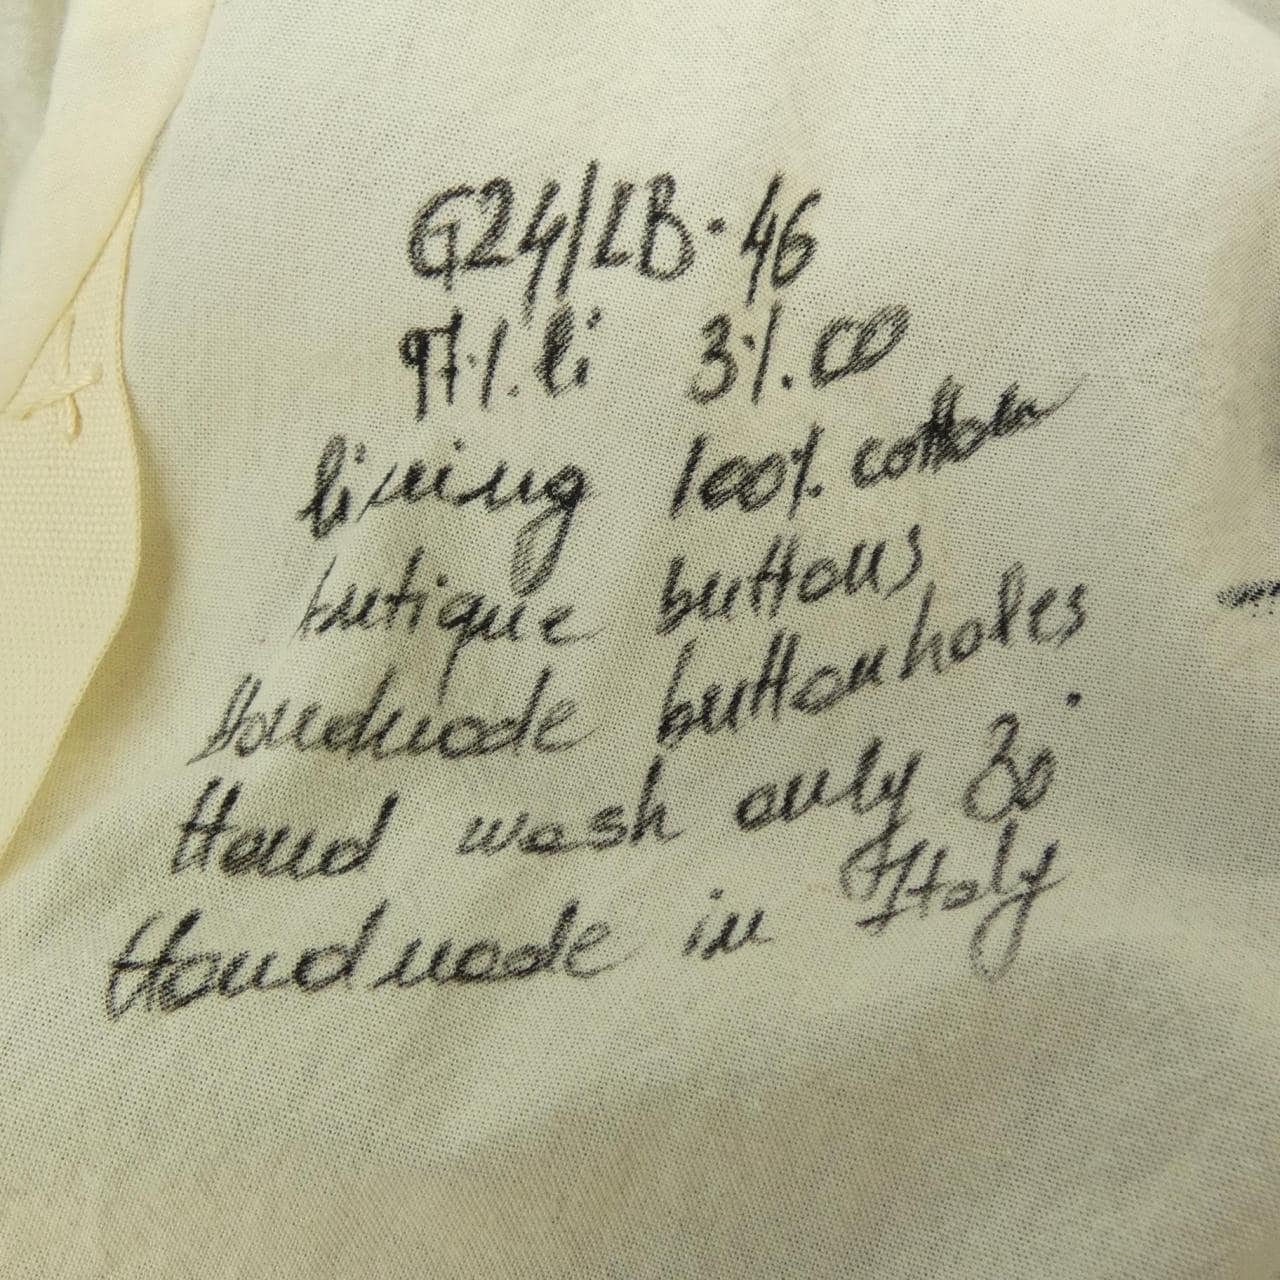 G24/LB·46
97% li 3% co
lining 100% cotton
antique buttons
Handmade buttonholes
Hand wash only 30°
Handmade in Italy